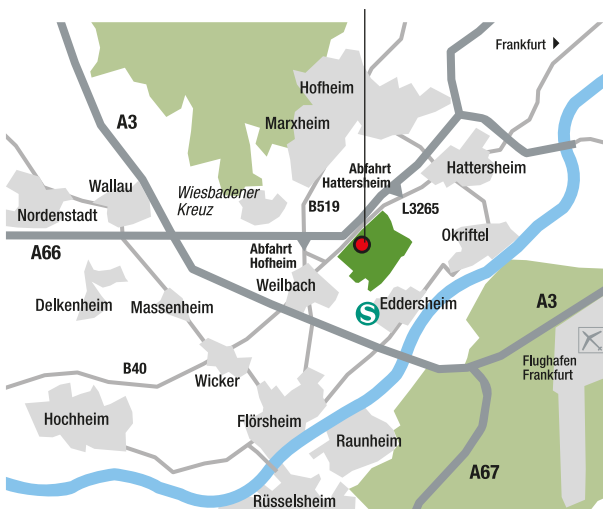 Frankfurt
Hofheim
A3
Marxheim
Abfahrt
Hattersheim
Hattersheim
Wallau
Wiesbadener
Kreuz
Nordenstadt
B519
L3265
A66
Abfahrt
Hofheim
Okriftel
Weilbach
Delkenheim
Massenheim
S
Eddersheim
A3
B40
Wicker
Flughafen
Frankfurt
Hochheim
Flörsheim
Raunheim
A67
Rüsselsheim